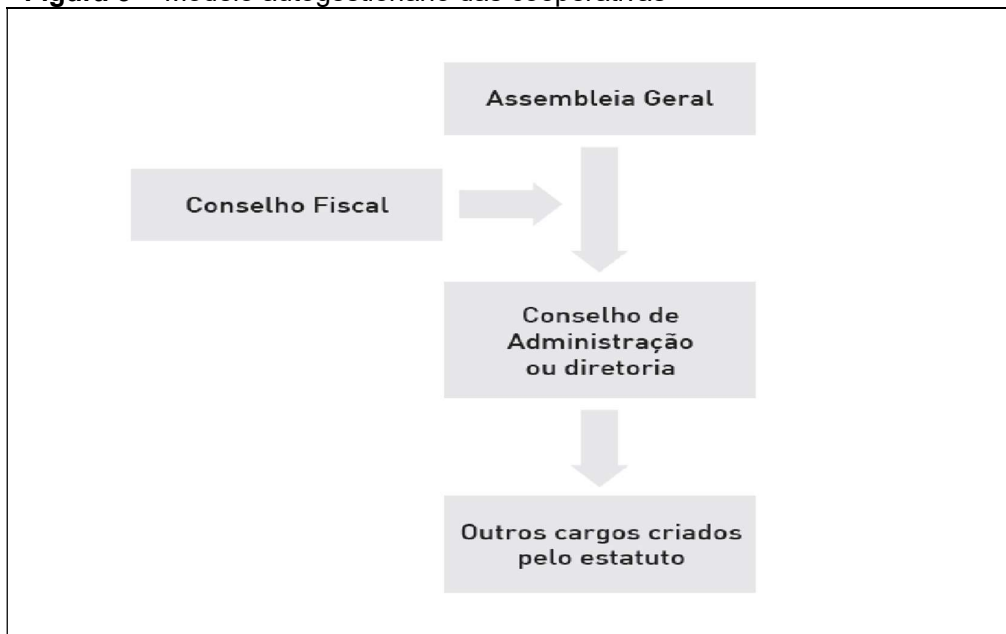 Assembleia Geral
Conselho Fiscal
Conselho de
Administração
ou diretoria
Outros cargos criados
pelo estatuto